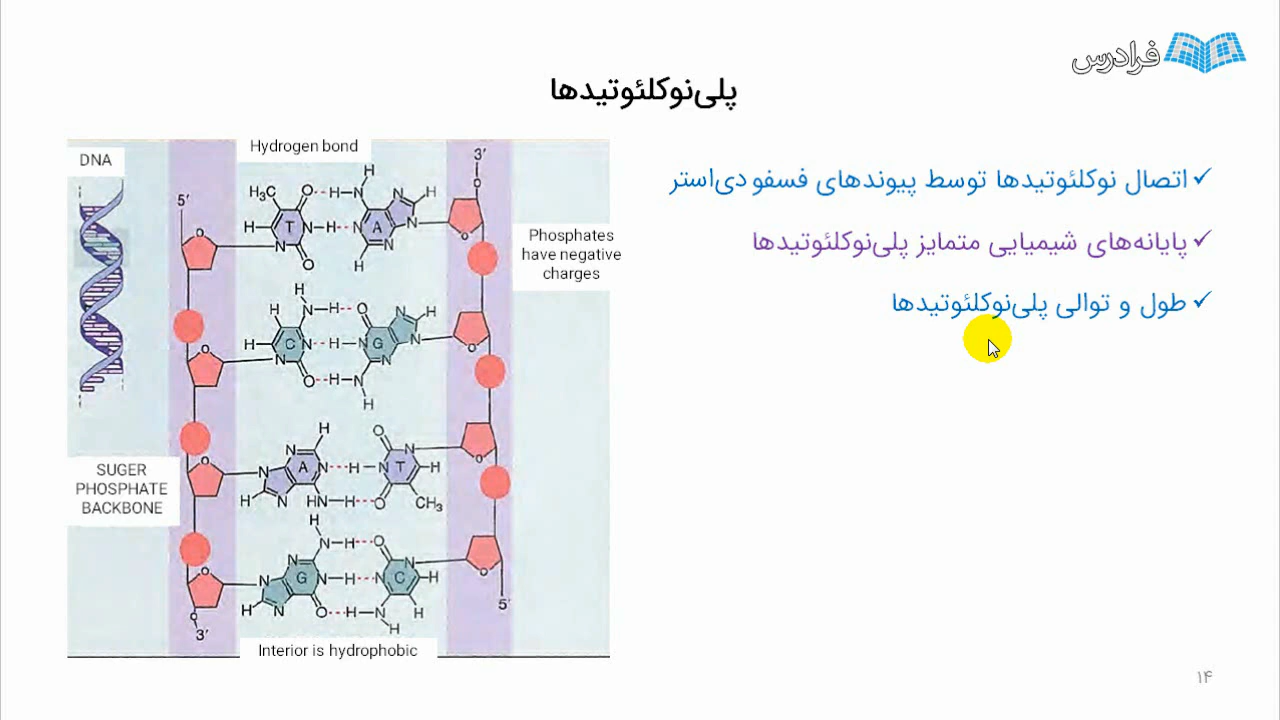 فرادرس
پلی‌نوکلئوتیدها
✓ اتصال نوکلئوتیدها توسط پیوندهای فسفودی‌استر
✓ پایانه‌های شیمیایی متمایز پلی‌نوکلئوتیدها
✓ طول و توالی پلی‌نوکلئوتیدها
DNA
Hydrogen bond
3′
5′
H₃C O H N H N H
H T N H N A N
N O H N
Phosphates
have negative
charges
H H N H O N H
H C N H N G N
N O H N H
SUGER
PHOSPHATE
BACKBONE
H N O N
N A N H N T H
H N HN H O CH₃
H N H O
N N N
N G N H N C H
H N O H N H
H
5′
3′
Interior is hydrophobic
۱۴